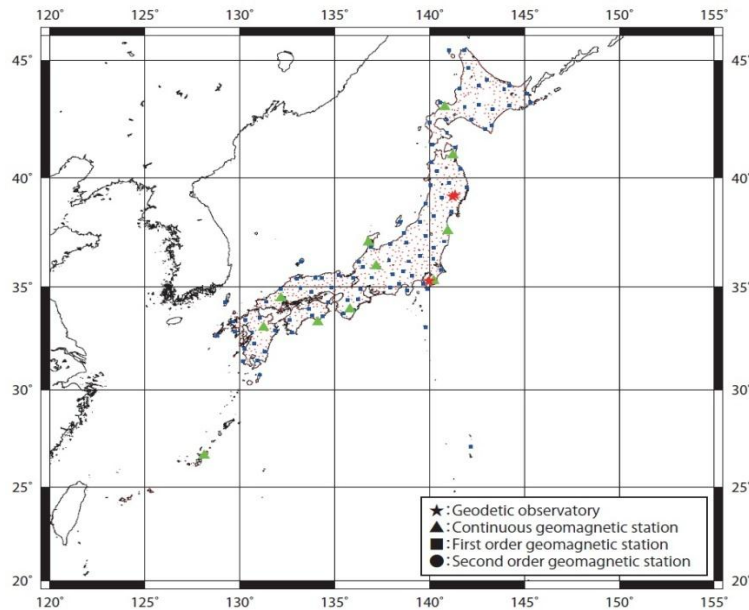 120° 125° 130° 135° 140° 145° 150° 155°
45° 45°
40° 40°
35° 35°
30° 30°
25° 25°
★:Geodetic observatory
▲:Continuous geomagnetic station
■:First order geomagnetic station
●:Second order geomagnetic station
20° 20°
120° 125° 130° 135° 140° 145° 150° 155°